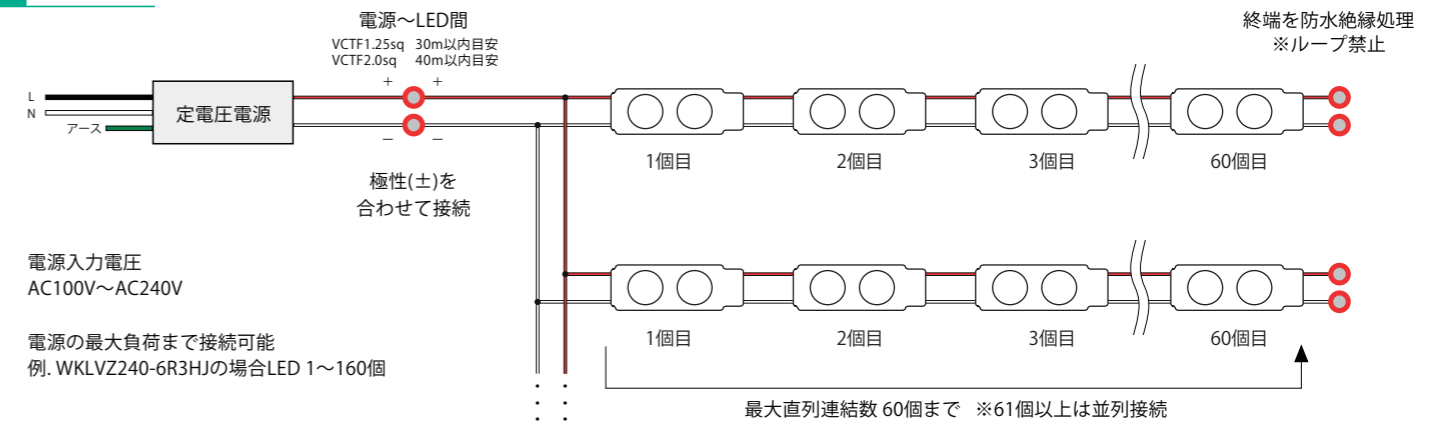 電源～LED間
VCTF1.25sq 30m以内目安
VCTF2.0sq 40m以内目安
終端を防水絶縁処理
※ループ禁止
＋ ＋
L
N
アース
定電圧電源
－ －
1個目 2個目 3個目 60個目
極性(±)を
合わせて接続
電源入力電圧
AC100V～AC240V
電源の最大負荷まで接続可能
例. WKLVZ240-6R3HJの場合LED 1～160個
1個目 2個目 3個目 60個目
最大直列連結数 60個まで ※61個以上は並列接続